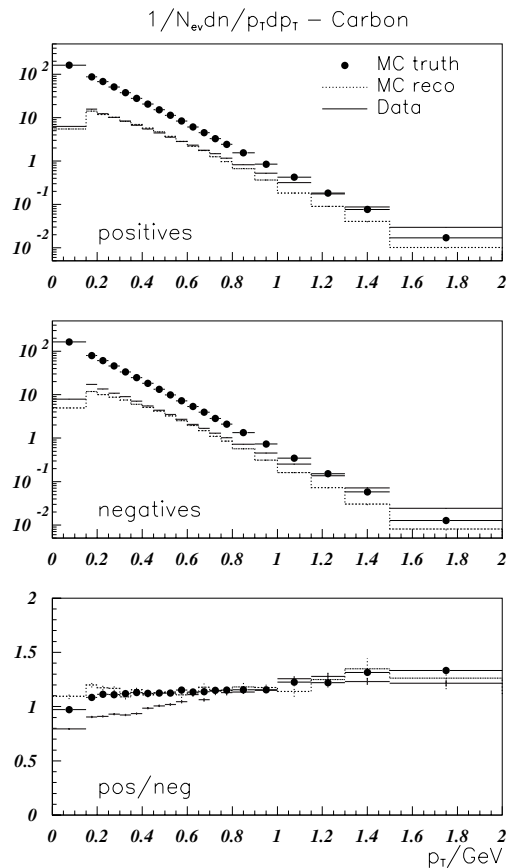 1/N_ev dn/p_T dp_T – Carbon
10²
10
1
10⁻¹
10⁻²
MC truth
MC reco
Data
positives
0 0.2 0.4 0.6 0.8 1 1.2 1.4 1.6 1.8 2
10²
10
1
10⁻¹
10⁻²
negatives
0 0.2 0.4 0.6 0.8 1 1.2 1.4 1.6 1.8 2
2
1.5
1
0.5
0
pos/neg
0 0.2 0.4 0.6 0.8 1 1.2 1.4 1.6 1.8 2
p_T/GeV